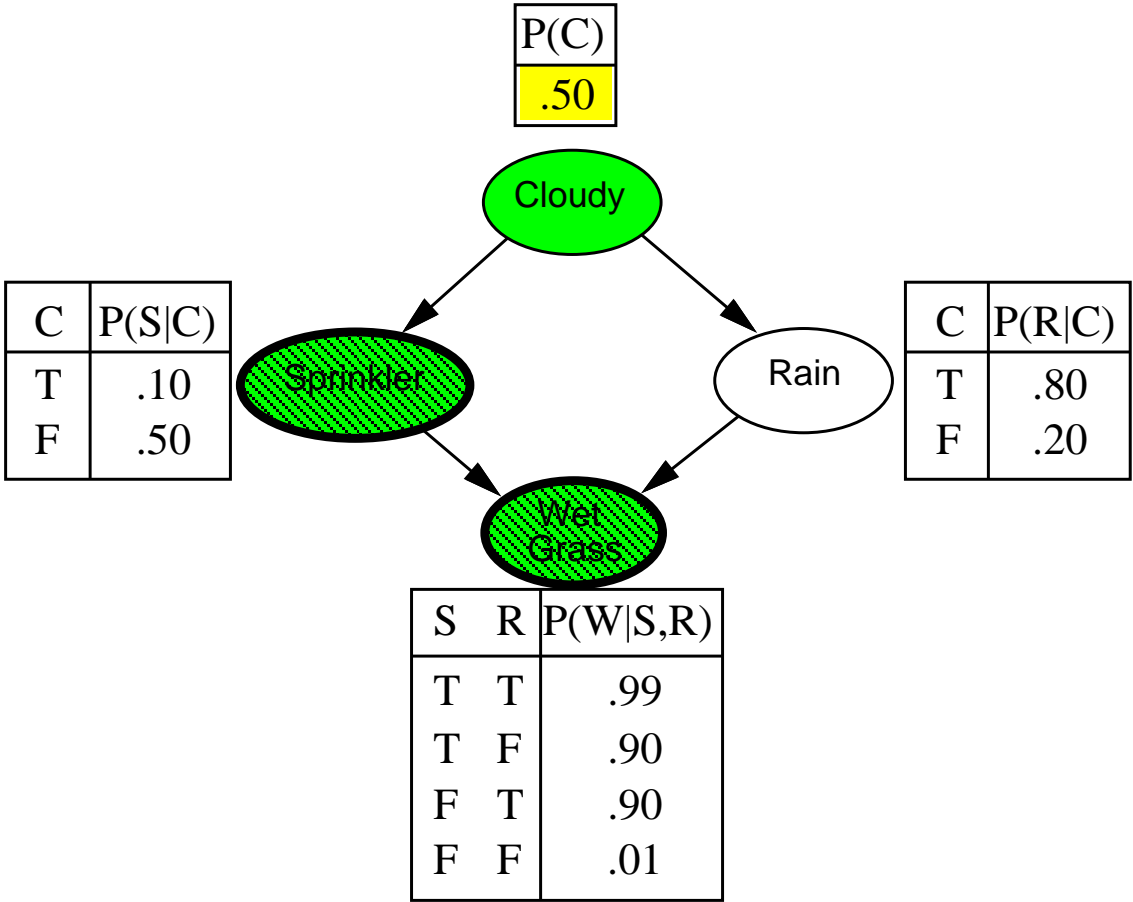 P(C)
.50
Cloudy
C P(S|C)
T .10
F .50
Sprinkler
Rain
C P(R|C)
T .80
F .20
Wet
Grass
S R P(W|S,R)
T T .99
T F .90
F T .90
F F .01